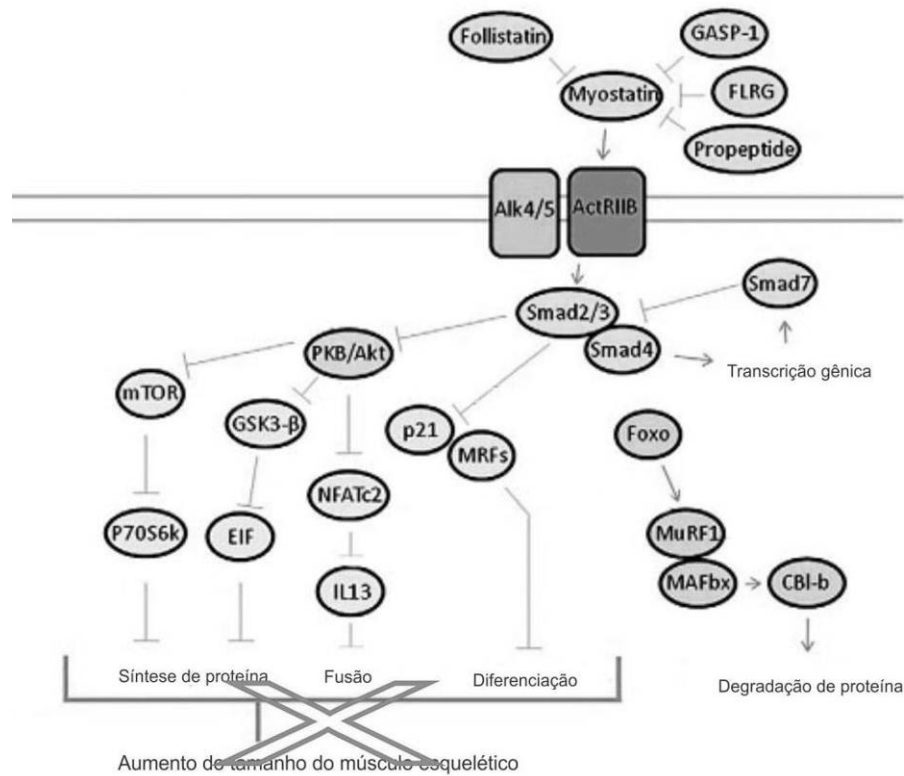 Follistatin
GASP-1
Myostatin
FLRG
Propeptide
Alk4/5
ActRIIB
Smad7
Smad2/3
Smad4
Transcrição gênica
PKB/Akt
mTOR
GSK3-β
p21
MRFs
Foxo
NFATc2
P70S6k
EIF
MuRF1
MAFbx
CBl-b
IL13
Síntese de proteína
Fusão
Diferenciação
Degradação de proteína
Aumento do tamanho do músculo esquelético